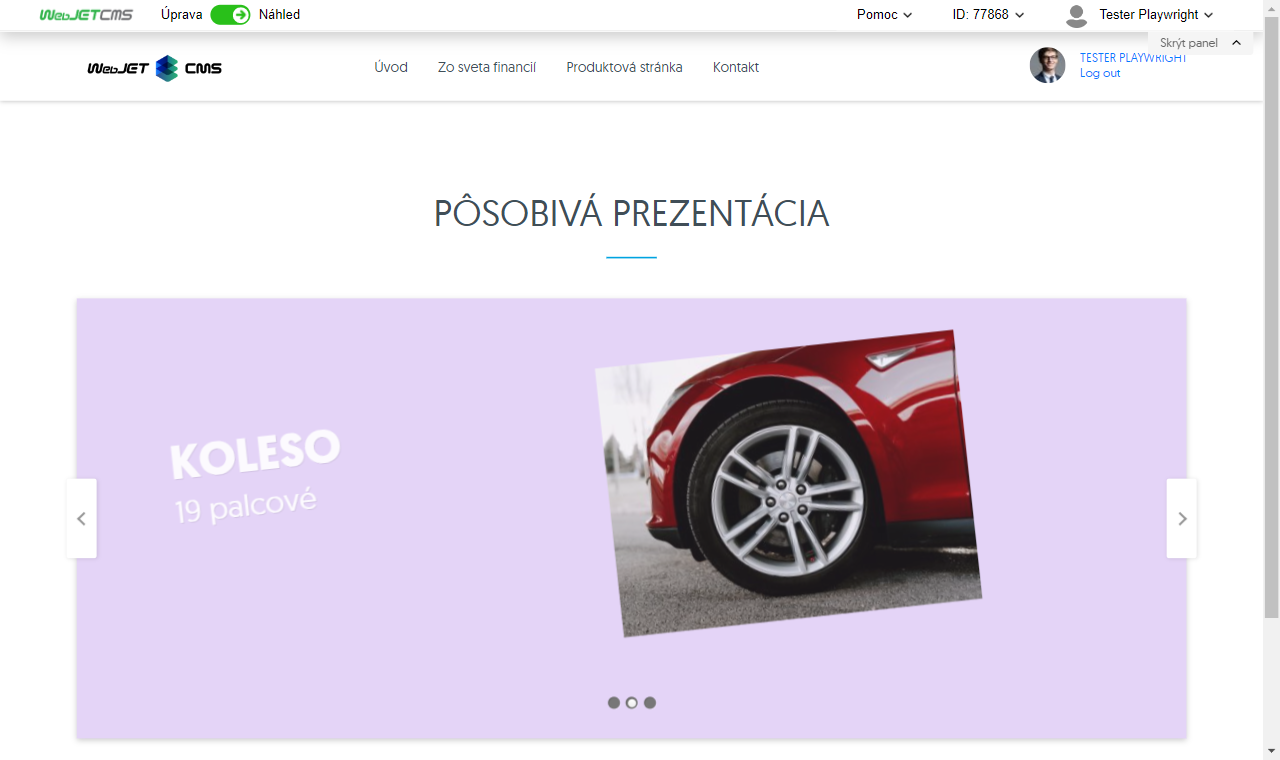 WebJETCMS Úprava Náhled Pomoc ID: 77868 Tester Playwright
Skrýt panel
WebJET CMS Úvod Zo sveta financií Produktová stránka Kontakt TESTER PLAYWRIGHT
Log out
PÔSOBIVÁ PREZENTÁCIA
KOLESO
19 palcové